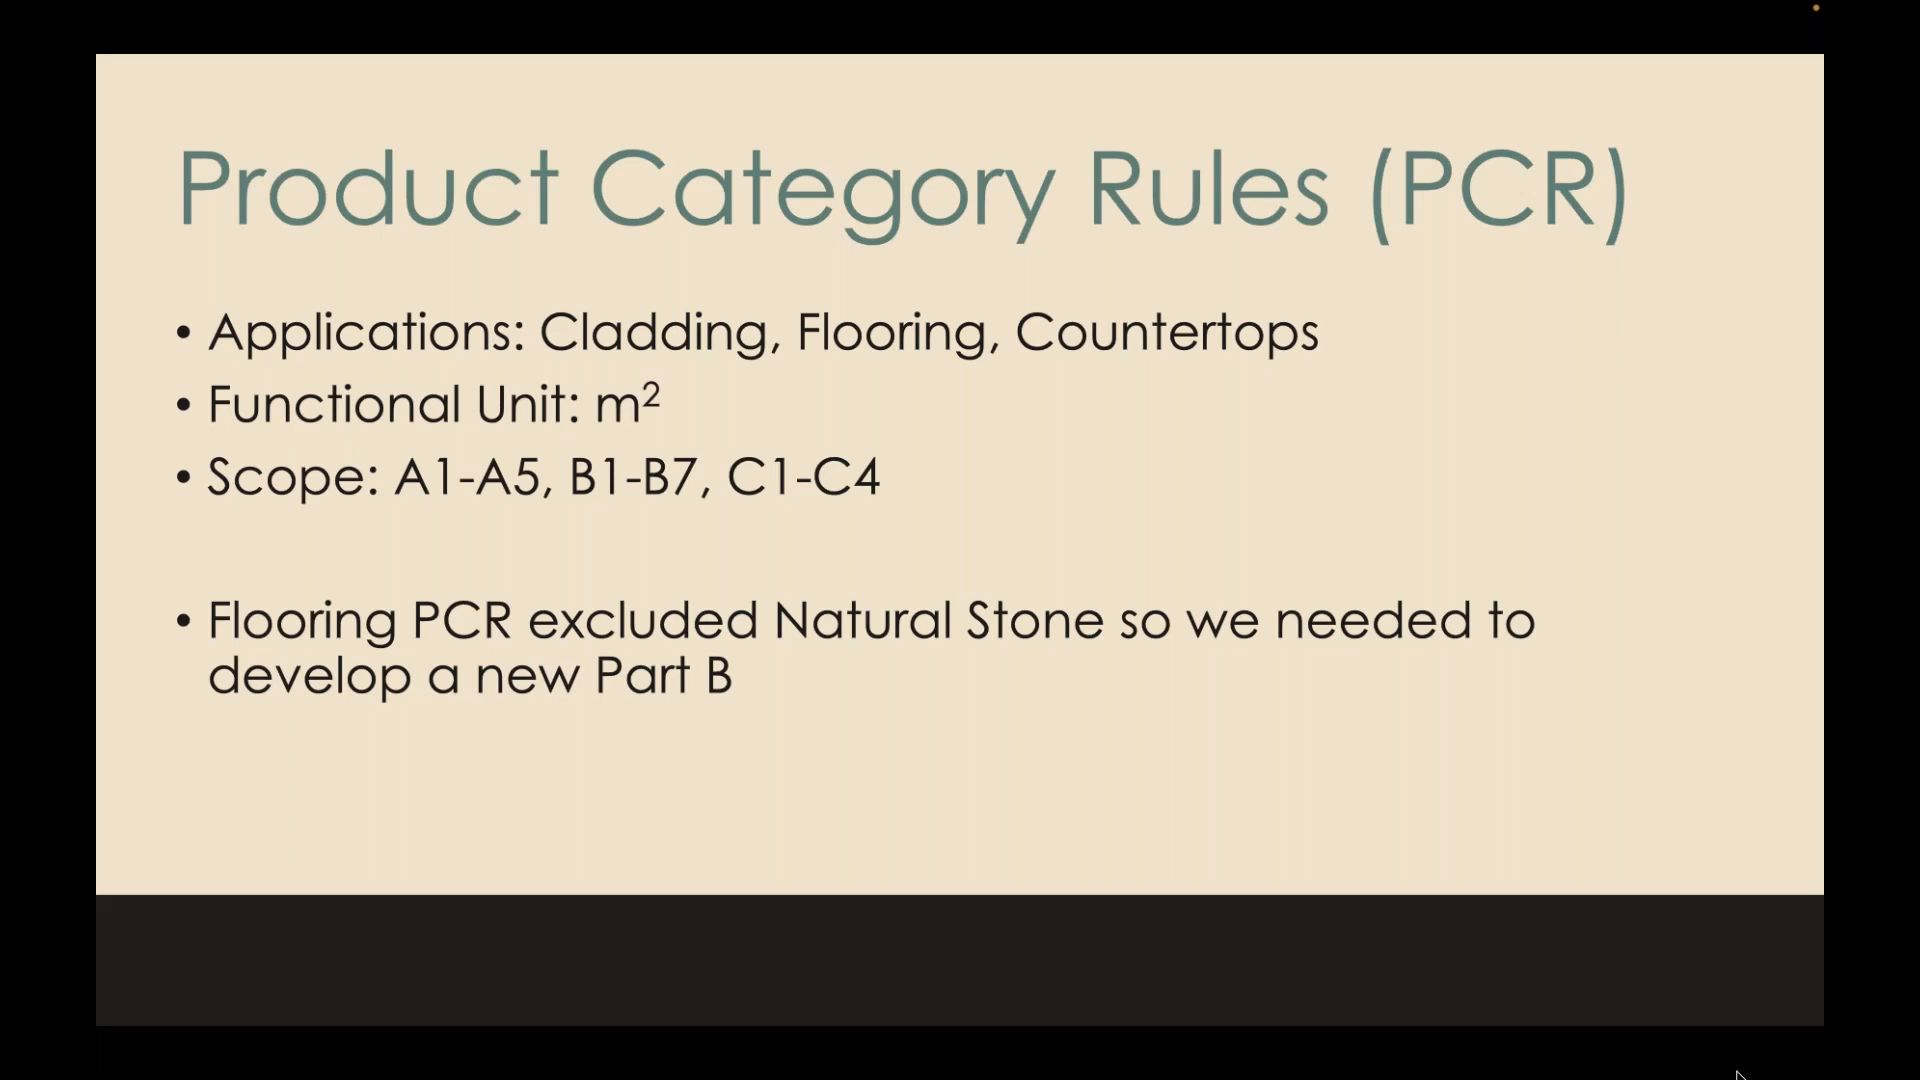 Product Category Rules (PCR)
• Applications: Cladding, Flooring, Countertops
• Functional Unit: m²
• Scope: A1-A5, B1-B7, C1-C4
• Flooring PCR excluded Natural Stone so we needed to
develop a new Part B